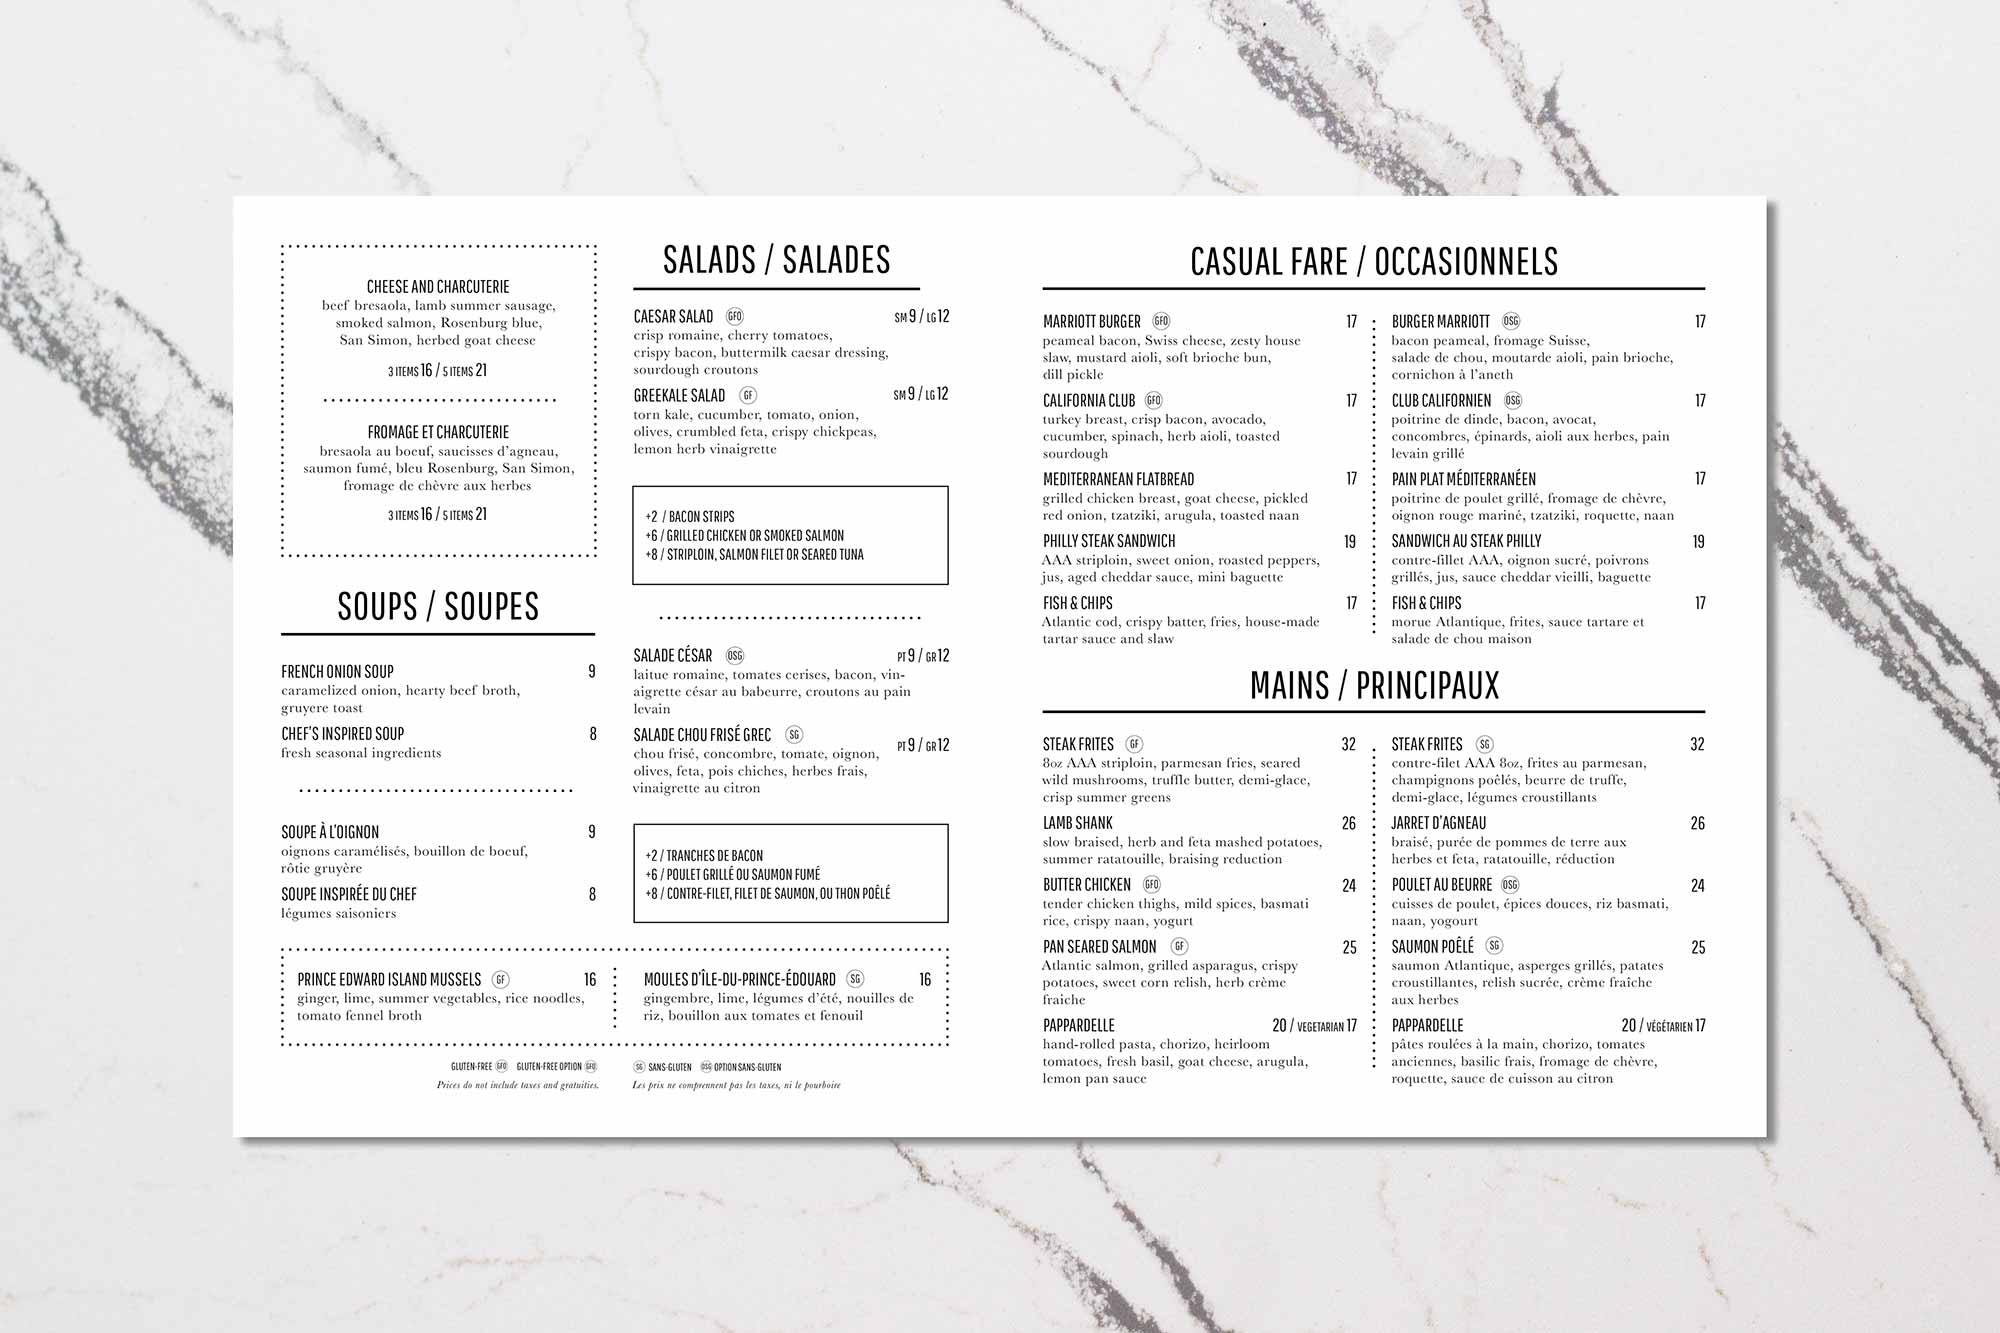 CHEESE AND CHARCUTERIE
beef bresaola, lamb summer sausage,
smoked salmon, Rosenburg blue,
San Simon, herbed goat cheese
3 ITEMS 16 / 5 ITEMS 21
FROMAGE ET CHARCUTERIE
bresaola au boeuf, saucisses d'agneau,
saumon fumé, bleu Rosenburg, San Simon,
fromage de chèvre aux herbes
3 ITEMS 16 / 5 ITEMS 21
SOUPS / SOUPES
FRENCH ONION SOUP 9
caramelized onion, hearty beef broth,
gruyere toast
CHEF'S INSPIRED SOUP 8
fresh seasonal ingredients
SOUPE À L'OIGNON 9
oignons caramélisés, bouillon de boeuf,
rôtie gruyère
SOUPE INSPIRÉE DU CHEF 8
légumes saisoniers
SALADS / SALADES
CAESAR SALAD GFO SM 9 / LG 12
crisp romaine, cherry tomatoes,
crispy bacon, buttermilk caesar dressing,
sourdough croutons
GREEKALE SALAD GF SM 9 / LG 12
torn kale, cucumber, tomato, onion,
olives, crumbled feta, crispy chickpeas,
lemon herb vinaigrette
+2 / BACON STRIPS
+6 / GRILLED CHICKEN OR SMOKED SALMON
+8 / STRIPLOIN, SALMON FILET OR SEARED TUNA
SALADE CÉSAR OSG PT 9 / GR 12
laitue romaine, tomates cerises, bacon, vin-
aigrette césar au babeurre, croutons au pain
levain
SALADE CHOU FRISÉ GREC SG
chou frisé, concombre, tomate, oignon, PT 9 / GR 12
olives, feta, pois chiches, herbes frais,
vinaigrette au citron
+2 / TRANCHES DE BACON
+6 / POULET GRILLÉ OU SAUMON FUMÉ
+8 / CONTRE-FILET, FILET DE SAUMON, OU THON POÊLÉ
PRINCE EDWARD ISLAND MUSSELS GF 16
ginger, lime, summer vegetables, rice noodles,
tomato fennel broth
MOULES D'ÎLE-DU-PRINCE-ÉDOUARD SG 16
gingembre, lime, légumes d'été, nouilles de
riz, bouillon aux tomates et fenouil
GLUTEN-FREE GFO GLUTEN-FREE OPTION GFO
Prices do not include taxes and gratuities.
SG SANS-GLUTEN OSG OPTION SANS-GLUTEN
Les prix ne comprennent pas les taxes, ni le pourboire
CASUAL FARE / OCCASIONNELS
MARRIOTT BURGER GFO 17
peameal bacon, Swiss cheese, zesty house
slaw, mustard aioli, soft brioche bun,
dill pickle
CALIFORNIA CLUB GFO 17
turkey breast, crisp bacon, avocado,
cucumber, spinach, herb aioli, toasted
sourdough
MEDITERRANEAN FLATBREAD 17
grilled chicken breast, goat cheese, pickled
red onion, tzatziki, arugula, toasted naan
PHILLY STEAK SANDWICH 19
AAA striploin, sweet onion, roasted peppers,
jus, aged cheddar sauce, mini baguette
FISH & CHIPS 17
Atlantic cod, crispy batter, fries, house-made
tartar sauce and slaw
BURGER MARRIOTT OSG 17
bacon peameal, fromage Suisse,
salade de chou, moutarde aioli, pain brioche,
cornichon à l'aneth
CLUB CALIFORNIEN OSG 17
poitrine de dinde, bacon, avocat,
concombres, épinards, aioli aux herbes, pain
levain grillé
PAIN PLAT MÉDITERRANÉEN 17
poitrine de poulet grillé, fromage de chèvre,
oignon rouge mariné, tzatziki, roquette, naan
SANDWICH AU STEAK PHILLY 19
contre-fillet AAA, oignon sucré, poivrons
grillés, jus, sauce cheddar vieilli, baguette
FISH & CHIPS 17
morue Atlantique, frites, sauce tartare et
salade de chou maison
MAINS / PRINCIPAUX
STEAK FRITES GF 32
8oz AAA striploin, parmesan fries, seared
wild mushrooms, truffle butter, demi-glace,
crisp summer greens
LAMB SHANK 26
slow braised, herb and feta mashed potatoes,
summer ratatouille, braising reduction
BUTTER CHICKEN GFO 24
tender chicken thighs, mild spices, basmati
rice, crispy naan, yogurt
PAN SEARED SALMON GF 25
Atlantic salmon, grilled asparagus, crispy
potatoes, sweet corn relish, herb crème
fraiche
PAPPARDELLE 20 / VEGETARIAN 17
hand-rolled pasta, chorizo, heirloom
tomatoes, fresh basil, goat cheese, arugula,
lemon pan sauce
STEAK FRITES SG 32
contre-filet AAA 8oz, frites au parmesan,
champignons poêlés, beurre de truffe,
demi-glace, légumes croustillants
JARRET D'AGNEAU 26
braisé, purée de pommes de terre aux
herbes et feta, ratatouille, réduction
POULET AU BEURRE OSG 24
cuisses de poulet, épices douces, riz basmati,
naan, yogourt
SAUMON POÊLÉ SG 25
saumon Atlantique, asperges grillés, patates
croustillantes, relish sucrée, crème fraîche
aux herbes
PAPPARDELLE 20 / VÉGÉTARIEN 17
pâtes roulées à la main, chorizo, tomates
anciennes, basilic frais, fromage de chèvre,
roquette, sauce de cuisson au citron